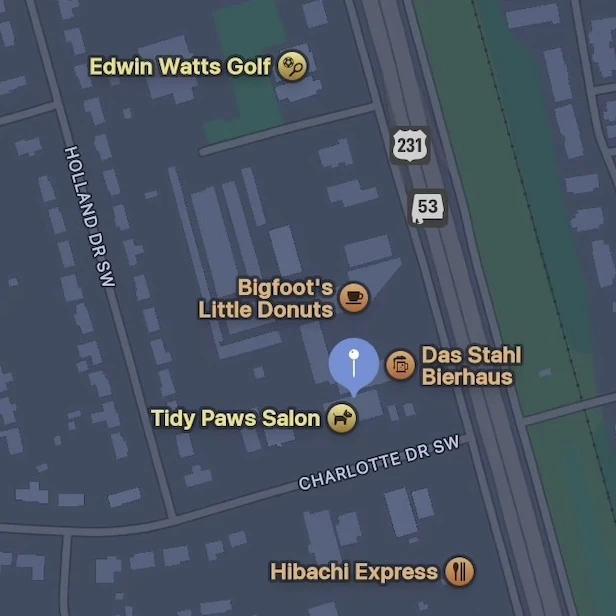 Edwin Watts Golf
231
HOLLAND DR SW
53
Bigfoot's
Little Donuts
Das Stahl
Bierhaus
Tidy Paws Salon
CHARLOTTE DR SW
Hibachi Express